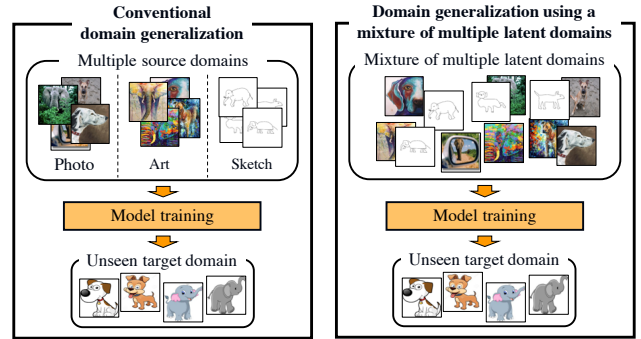 Conventional
domain generalization
Multiple source domains
Photo
Art
Sketch
Model training
Unseen target domain
Domain generalization using a
mixture of multiple latent domains
Mixture of multiple latent domains
Model training
Unseen target domain